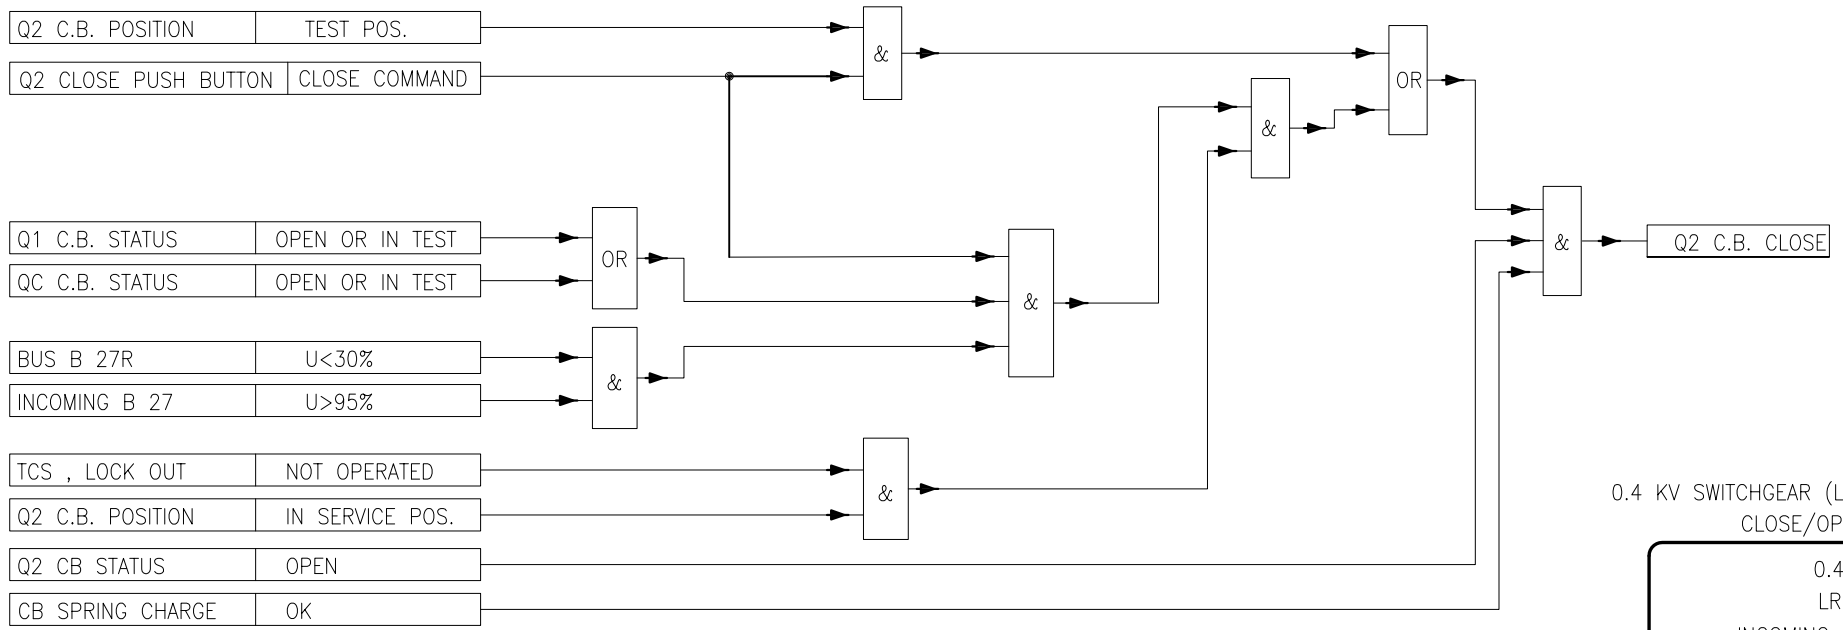 Q2 C.B. POSITION TEST POS.
Q2 CLOSE PUSH BUTTON CLOSE COMMAND
&
OR
&
Q1 C.B. STATUS OPEN OR IN TEST
QC C.B. STATUS OPEN OR IN TEST
OR
&
&
Q2 C.B. CLOSE
BUS B 27R U<30%
INCOMING B 27 U>95%
&
TCS , LOCK OUT NOT OPERATED
Q2 C.B. POSITION IN SERVICE POS.
&
Q2 CB STATUS OPEN
CB SPRING CHARGE OK
0.4 KV SWITCHGEAR (L
CLOSE/OP
0.4
LR